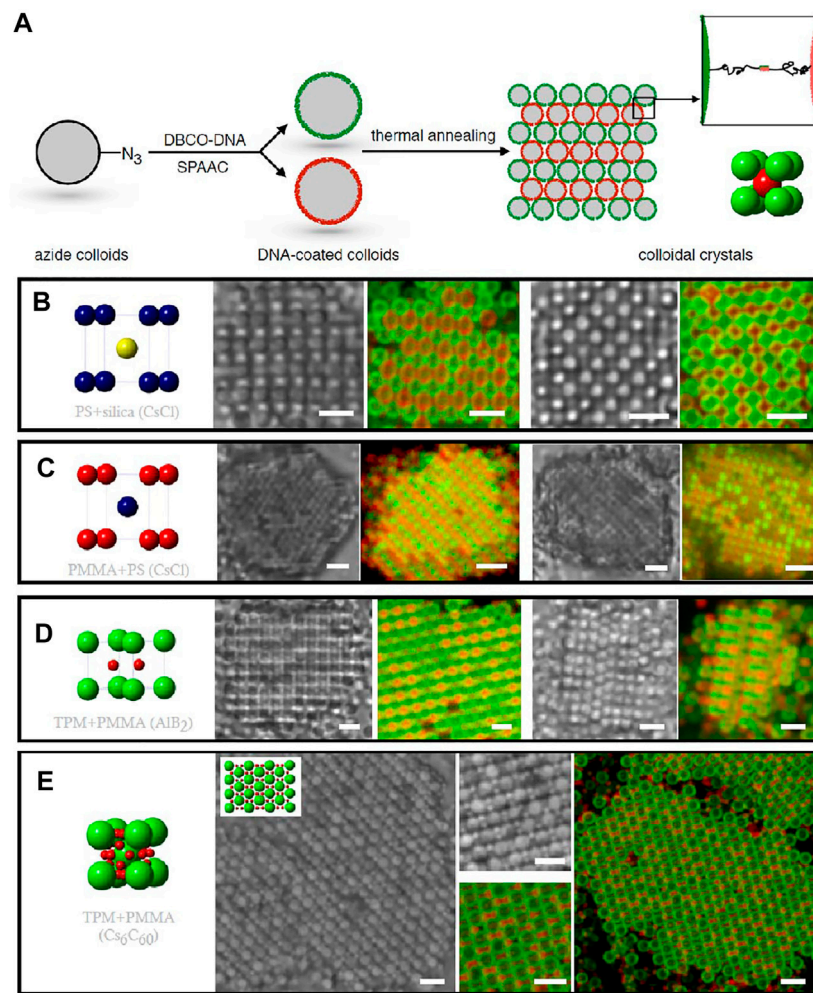 A
N₃
DBCO-DNA
SPAAC
thermal annealing
azide colloids
DNA-coated colloids
colloidal crystals
B
PS+silica (CsCl)
C
PMMA+PS (CsCl)
D
TPM+PMMA (AlB₂)
E
TPM+PMMA
(Cs₆C₆₀)